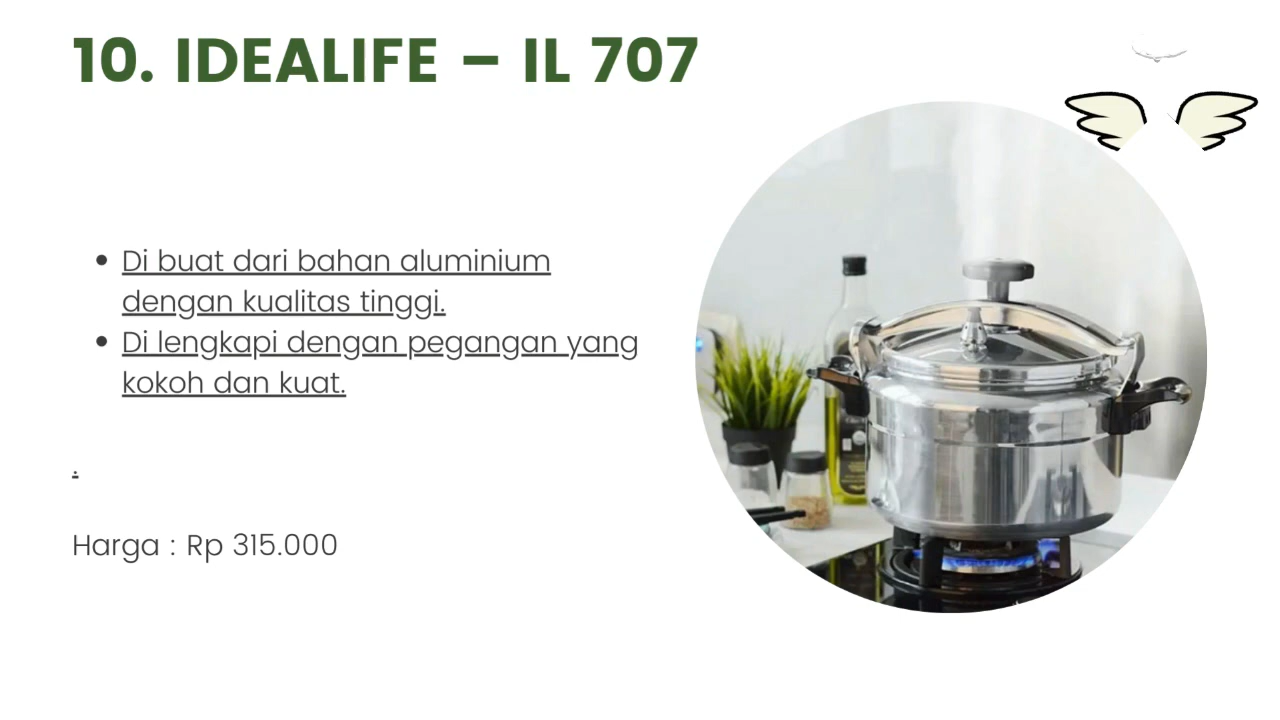 10. IDEALIFE – IL 707
• Di buat dari bahan aluminium
dengan kualitas tinggi.
• Di lengkapi dengan pegangan yang
kokoh dan kuat.
.
Harga : Rp 315.000